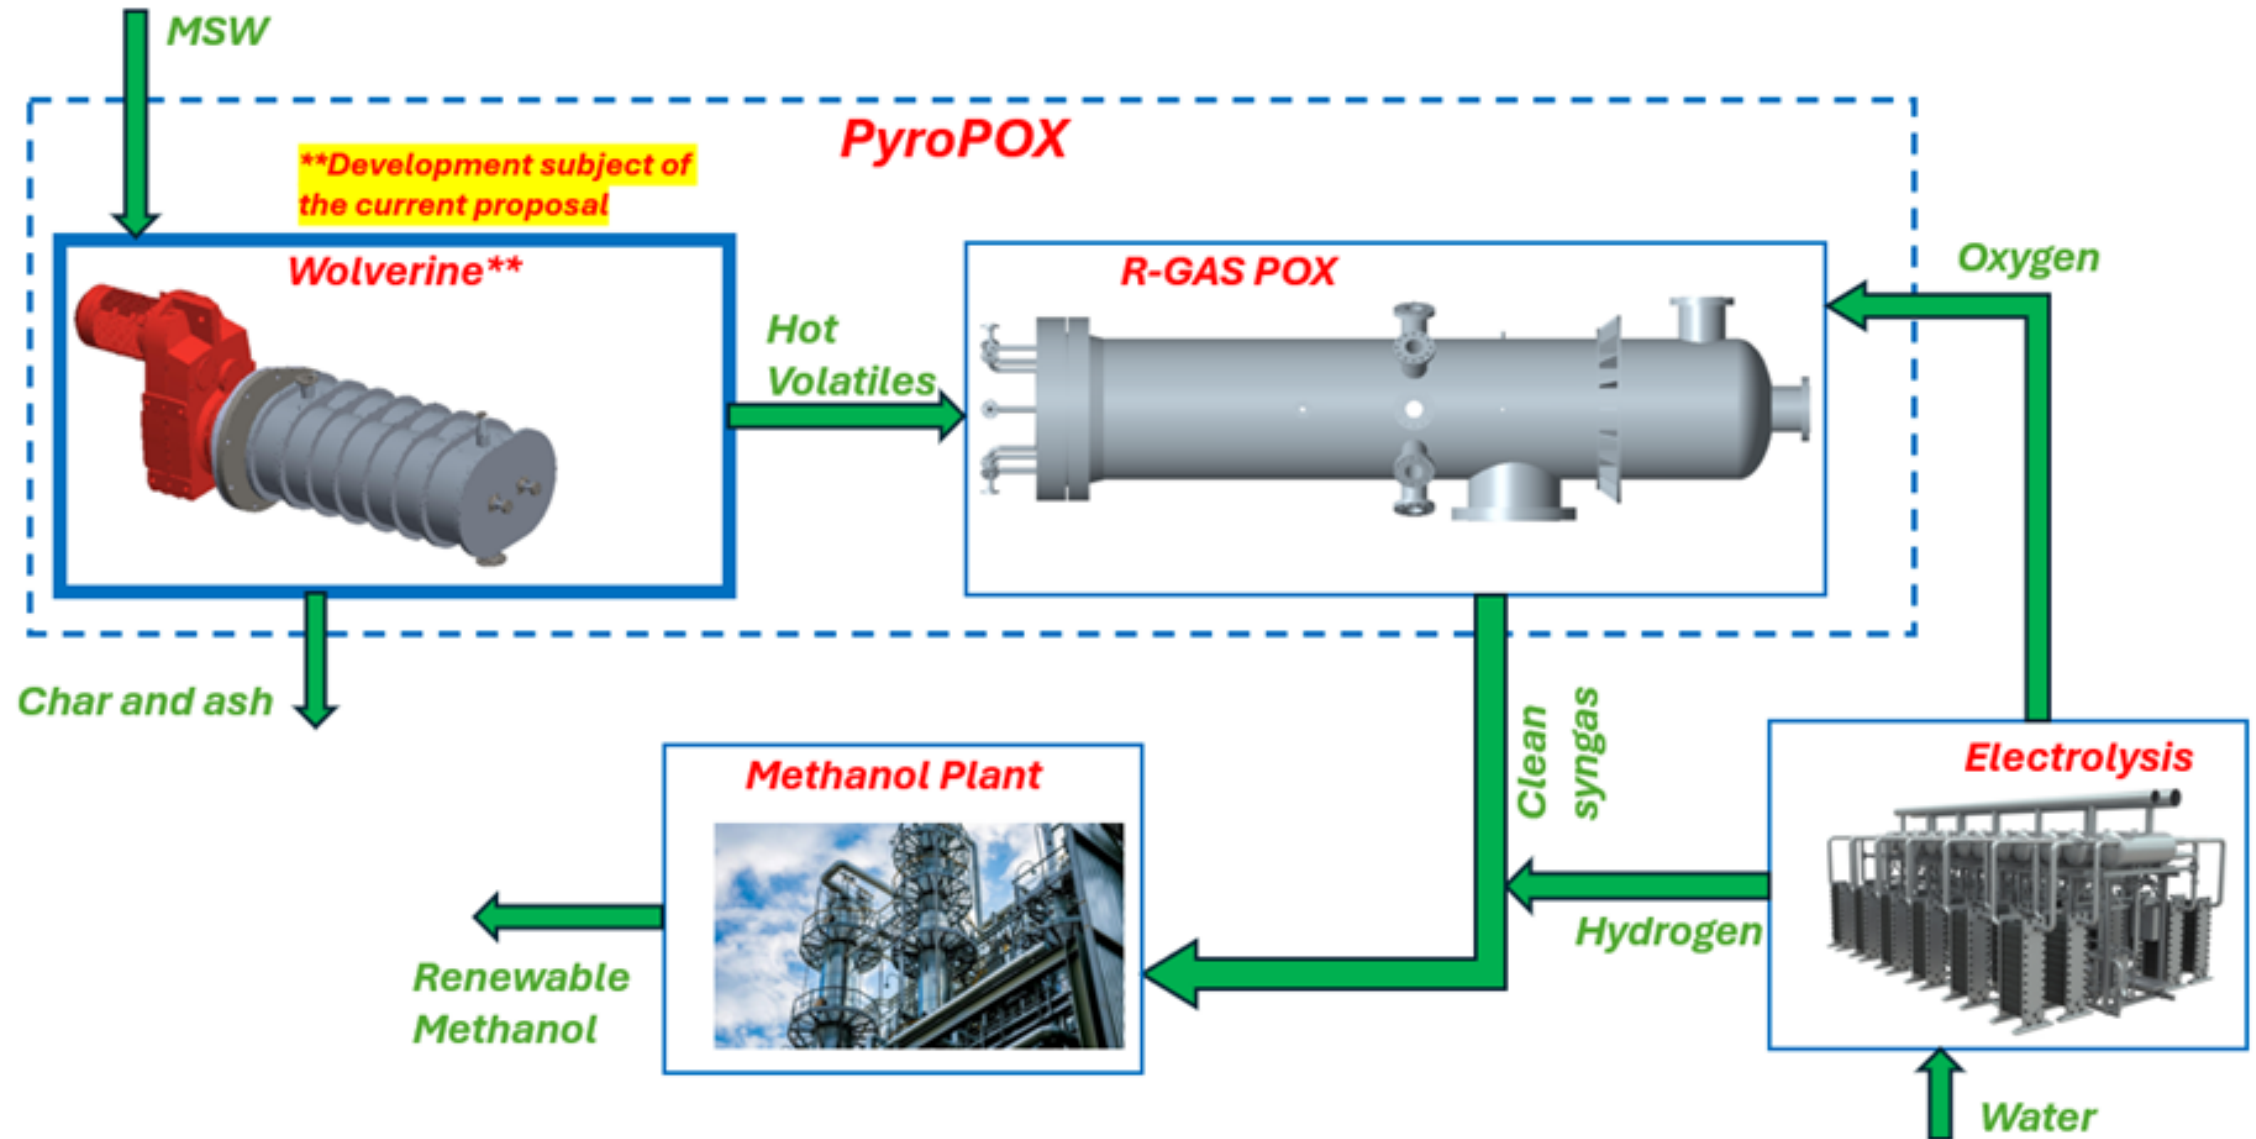 MSW
PyroPOX
**Development subject of
the current proposal
Wolverine**
R-GAS POX
Oxygen
Hot
Volatiles
Char and ash
Clean
syngas
Methanol Plant
Electrolysis
Hydrogen
Renewable
Methanol
Water